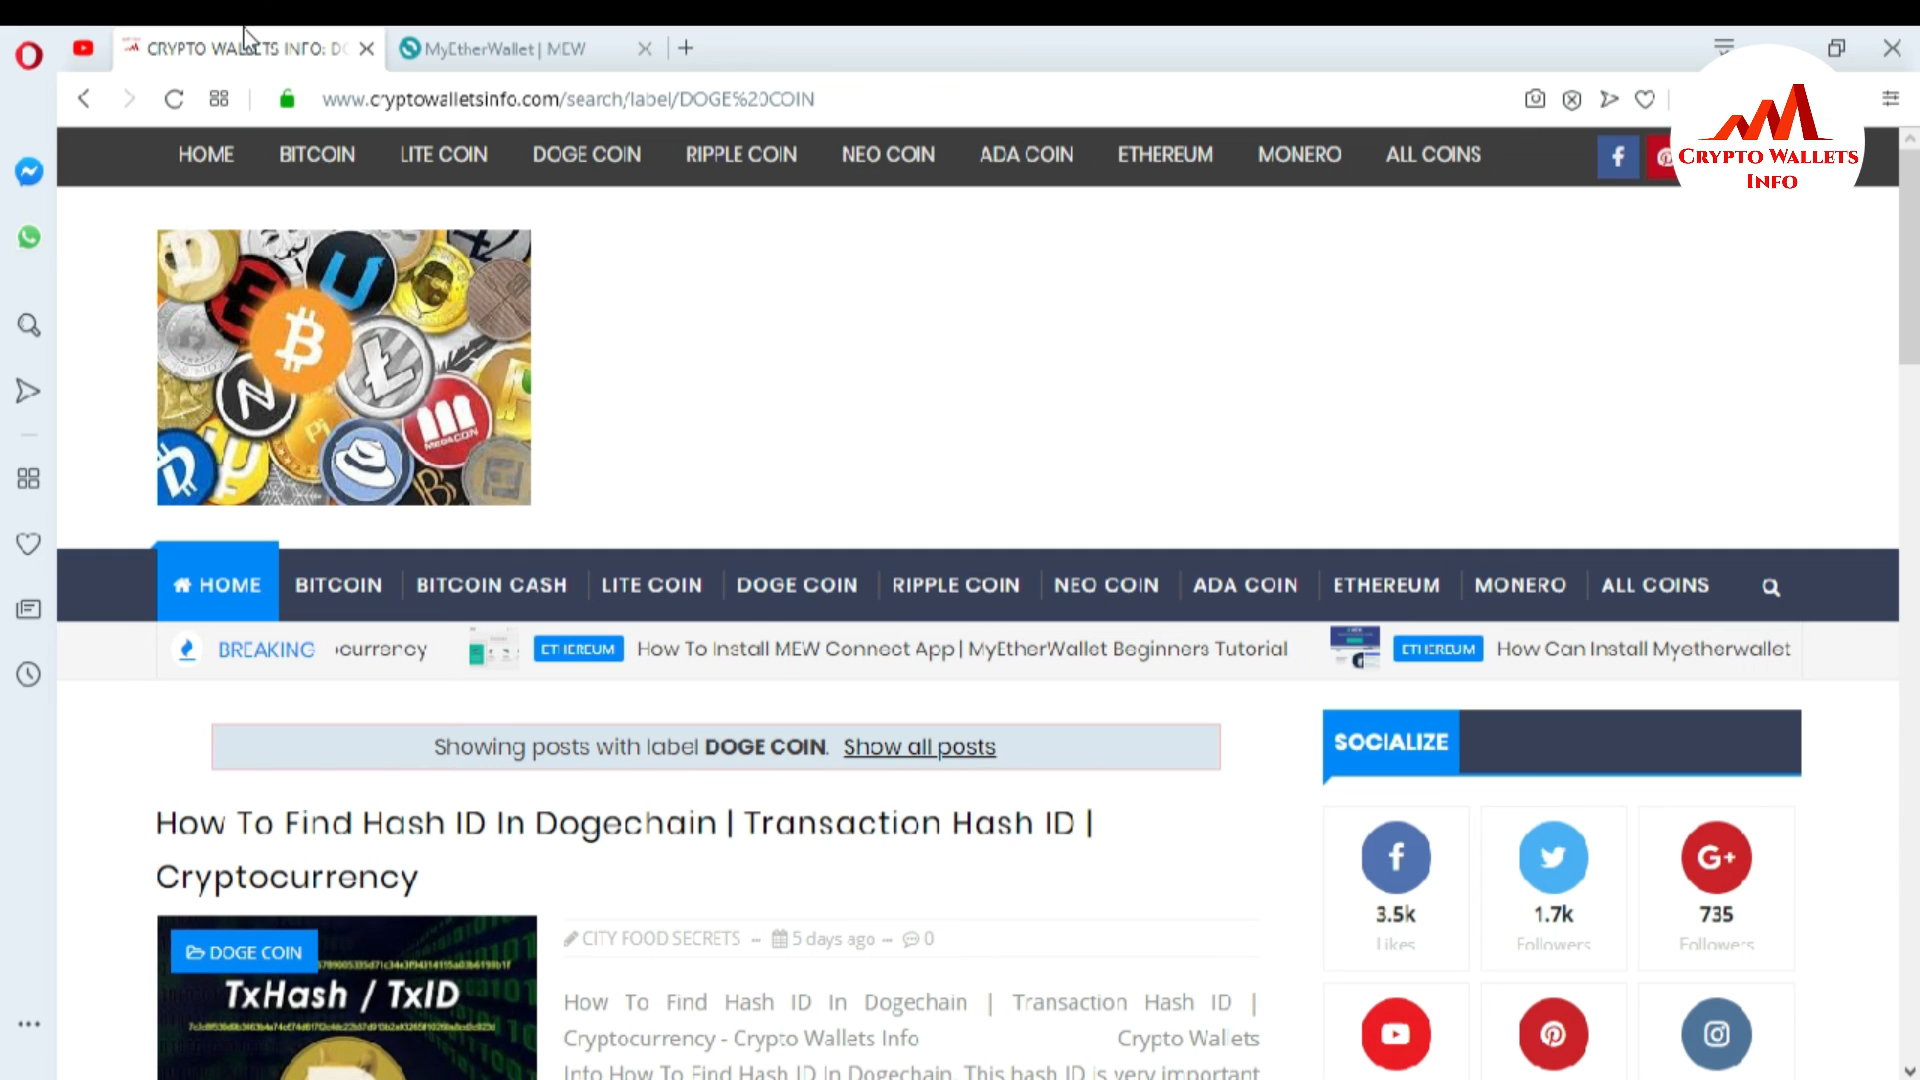 CRYPTO WALLETS INFO: DO
MyEtherWallet | MEW
www.cryptowalletsinfo.com/search/label/DOGE%20COIN
HOME BITCOIN LITE COIN DOGE COIN RIPPLE COIN NEO COIN ADA COIN ETHEREUM MONERO ALL COINS
CRYPTO WALLETS
INFO
HOME BITCOIN BITCOIN CASH LITE COIN DOGE COIN RIPPLE COIN NEO COIN ADA COIN ETHEREUM MONERO ALL COINS
BREAKING currency ETHEREUM How To Install MEW Connect App | MyEtherWallet Beginners Tutorial ETHEREUM How Can Install Myetherwallet
Showing posts with label DOGE COIN. Show all posts
SOCIALIZE
How To Find Hash ID In Dogechain | Transaction Hash ID |
Cryptocurrency
3.5k
Likes
1.7k
Followers
735
Followers
DOGE COIN
TxHash / TxID
CITY FOOD SECRETS – 5 days ago – 0
How To Find Hash ID In Dogechain | Transaction Hash ID |
Cryptocurrency - Crypto Wallets Info Crypto Wallets
Info How To Find Hash ID In Dogechain. This hash ID is very important